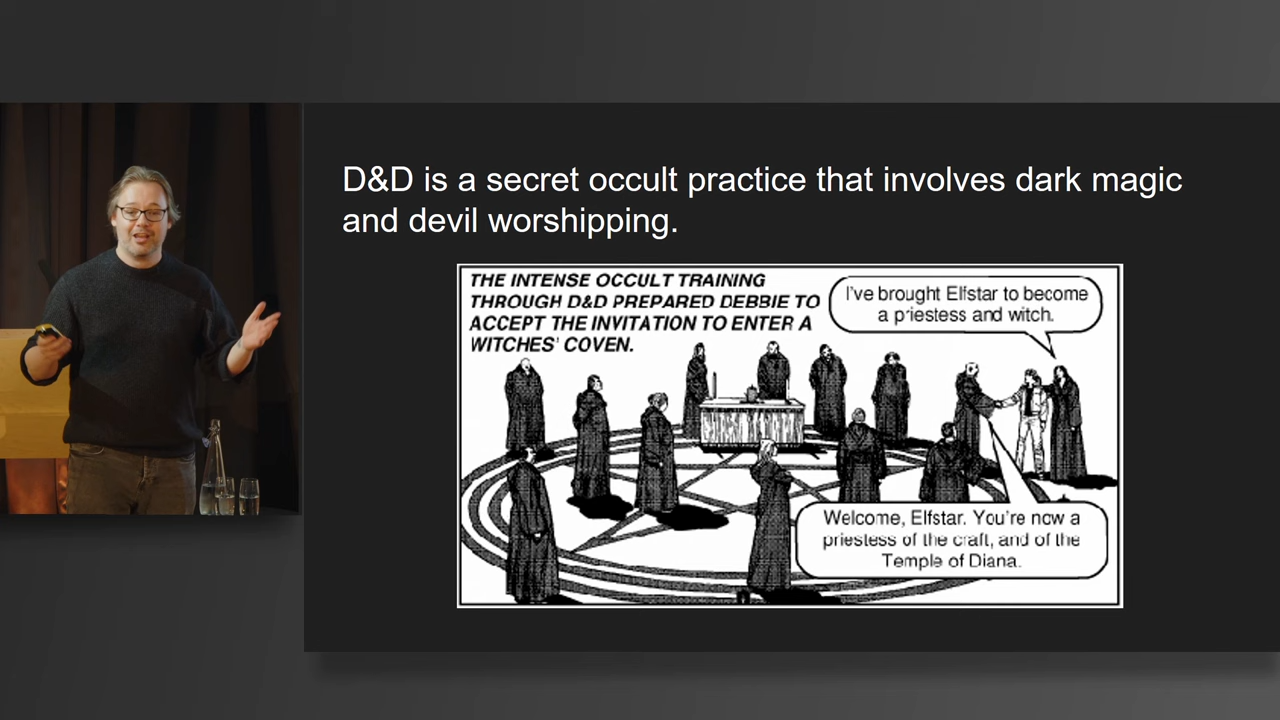 D&D is a secret occult practice that involves dark magic
and devil worshipping.
THE INTENSE OCCULT TRAINING
THROUGH D&D PREPARED DEBBIE TO
ACCEPT THE INVITATION TO ENTER A
WITCHES' COVEN.
I've brought Elfstar to become
a priestess and witch.
Welcome, Elfstar. You're now a
priestess of the craft, and of the
Temple of Diana.